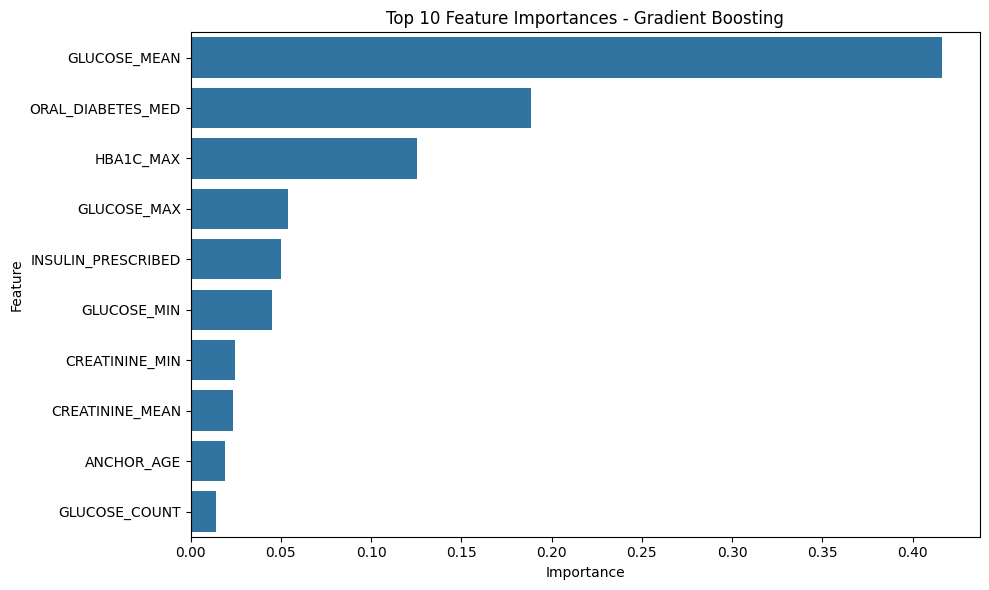 Top 10 Feature Importances - Gradient Boosting
GLUCOSE_MEAN
ORAL_DIABETES_MED
HBA1C_MAX
GLUCOSE_MAX
INSULIN_PRESCRIBED
GLUCOSE_MIN
CREATININE_MIN
CREATININE_MEAN
ANCHOR_AGE
GLUCOSE_COUNT
Feature
0.00 0.05 0.10 0.15 0.20 0.25 0.30 0.35 0.40
Importance